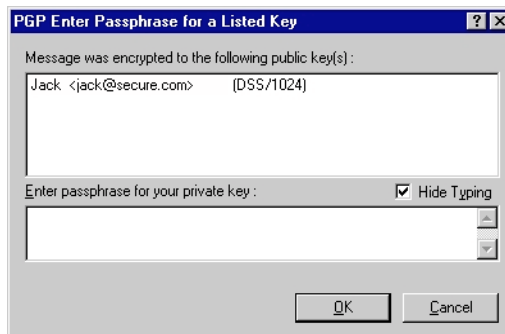 PGP Enter Passphrase for a Listed Key
Message was encrypted to the following public key(s) :
Jack <jack@secure.com> (DSS/1024)
Enter passphrase for your private key : Hide Typing
OK Cancel